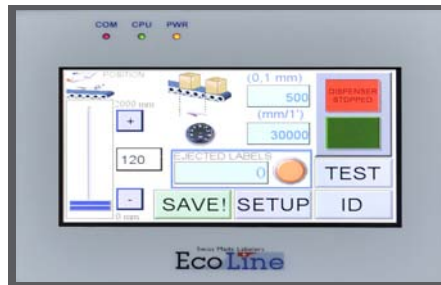 COM CPU PWR
POSITION
(0,1 mm)
DISPENSER
STOPPED
2000 mm
500
(mm/1')
+
30000
120
EJECTED LABELS
0
TEST
-
SAVE!
SETUP
ID
0 mm
Swiss Made Labelers
EcoLine